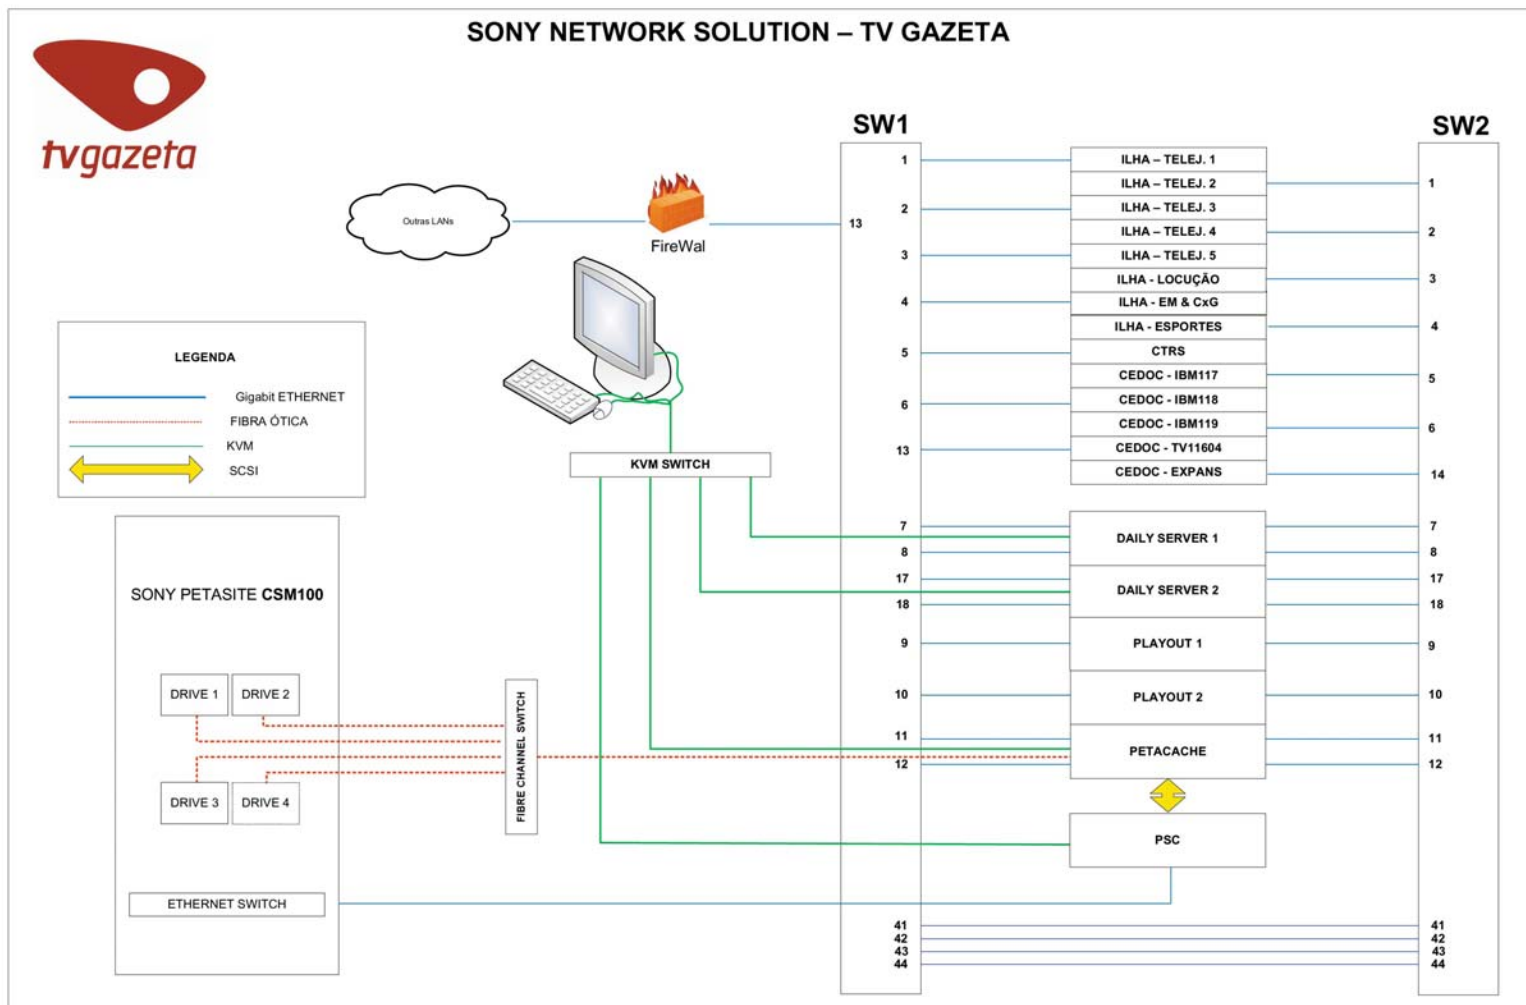 SONY NETWORK SOLUTION – TV GAZETA
tvgazeta
SW1
SW2
Outras LANs
FireWal
13
1
2
3
4
5
6
13
ILHA – TELEJ. 1
ILHA – TELEJ. 2
ILHA – TELEJ. 3
ILHA – TELEJ. 4
ILHA – TELEJ. 5
ILHA - LOCUÇÃO
ILHA - EM & CxG
ILHA - ESPORTES
CTRS
CEDOC - IBM117
CEDOC - IBM118
CEDOC - IBM119
CEDOC - TV11604
CEDOC - EXPANS
1
2
3
4
5
6
14
LEGENDA
Gigabit ETHERNET
FIBRA ÓTICA
KVM
SCSI
KVM SWITCH
SONY PETASITE CSM100
DRIVE 1
DRIVE 2
DRIVE 3
DRIVE 4
ETHERNET SWITCH
FIBRE CHANNEL SWITCH
7
8
17
18
9
10
11
12
DAILY SERVER 1
DAILY SERVER 2
PLAYOUT 1
PLAYOUT 2
PETACACHE
PSC
7
8
17
18
9
10
11
12
41
42
43
44
41
42
43
44